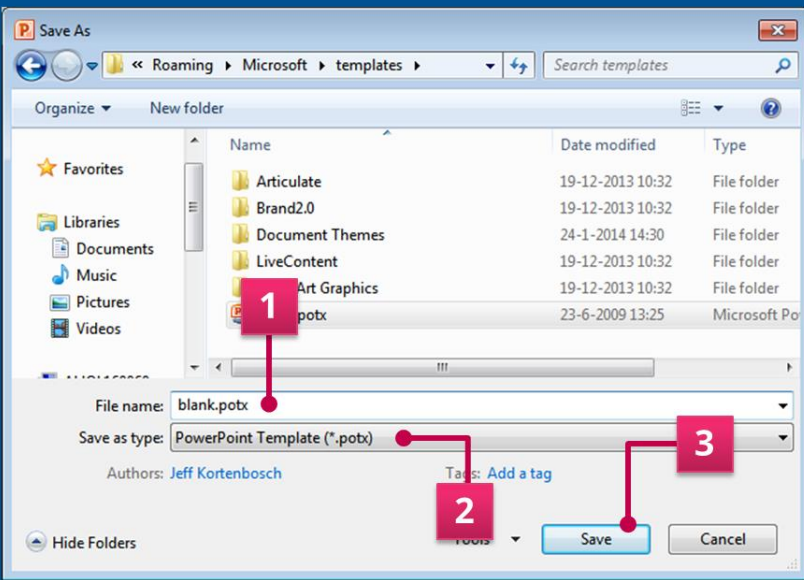 Save As
« Roaming Microsoft templates
Search templates
Organize New folder
Name Date modified Type
Favorites
Libraries
Documents
Music
Pictures
Videos
Articulate 19-12-2013 10:32 File folder
Brand2.0 19-12-2013 10:32 File folder
Document Themes 24-1-2014 14:30 File folder
LiveContent 19-12-2013 10:32 File folder
Art Graphics 19-12-2013 10:32 File folder
potx 23-6-2009 13:25 Microsoft Po
1
File name: blank.potx
Save as type: PowerPoint Template (*.potx)
Authors: Jeff Kortenbosch Tags: Add a tag
3
2
Hide Folders Tools Save Cancel